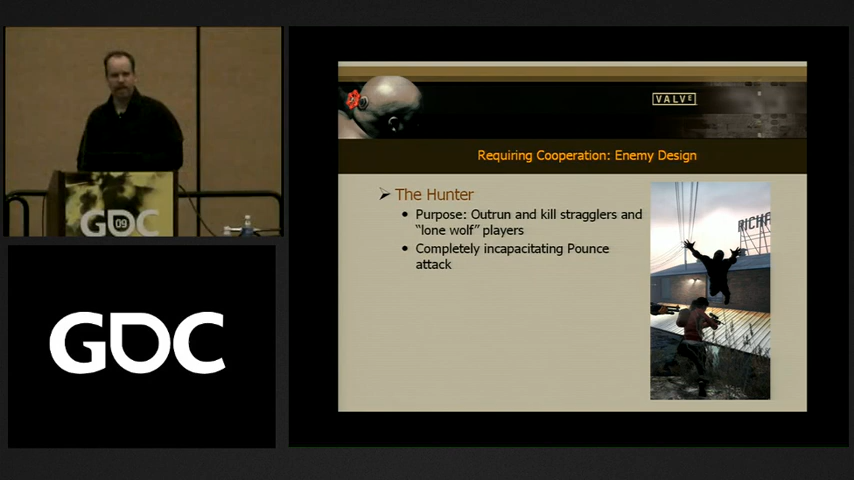 GDC 09
GDC
VALVE
Requiring Cooperation: Enemy Design
The Hunter
Purpose: Outrun and kill stragglers and
“lone wolf” players
Completely incapacitating Pounce
attack